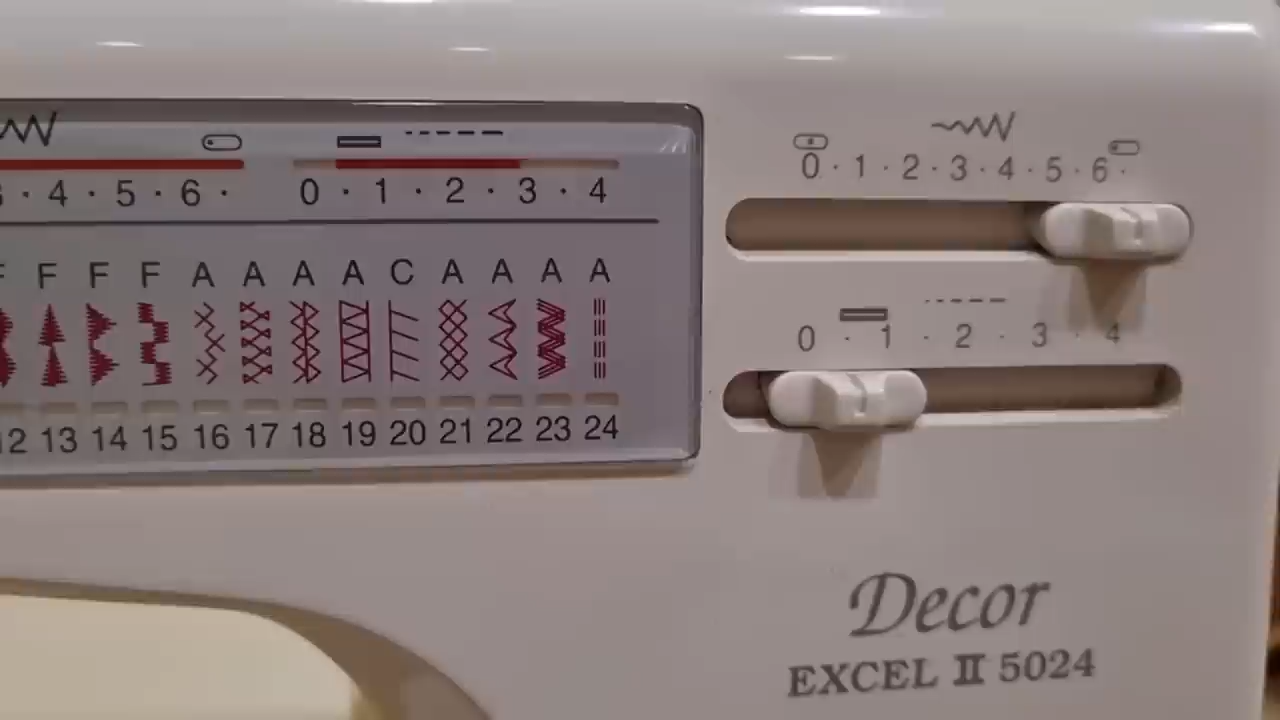 · 4 · 5 · 6 ·
0 · 1 · 2 · 3 · 4
F F F A A A A C A A A A
12 13 14 15 16 17 18 19 20 21 22 23 24
0 · 1 · 2 · 3 · 4 · 5 · 6 ·
0 · 1 · 2 · 3 · 4
Decor
EXCEL II 5024